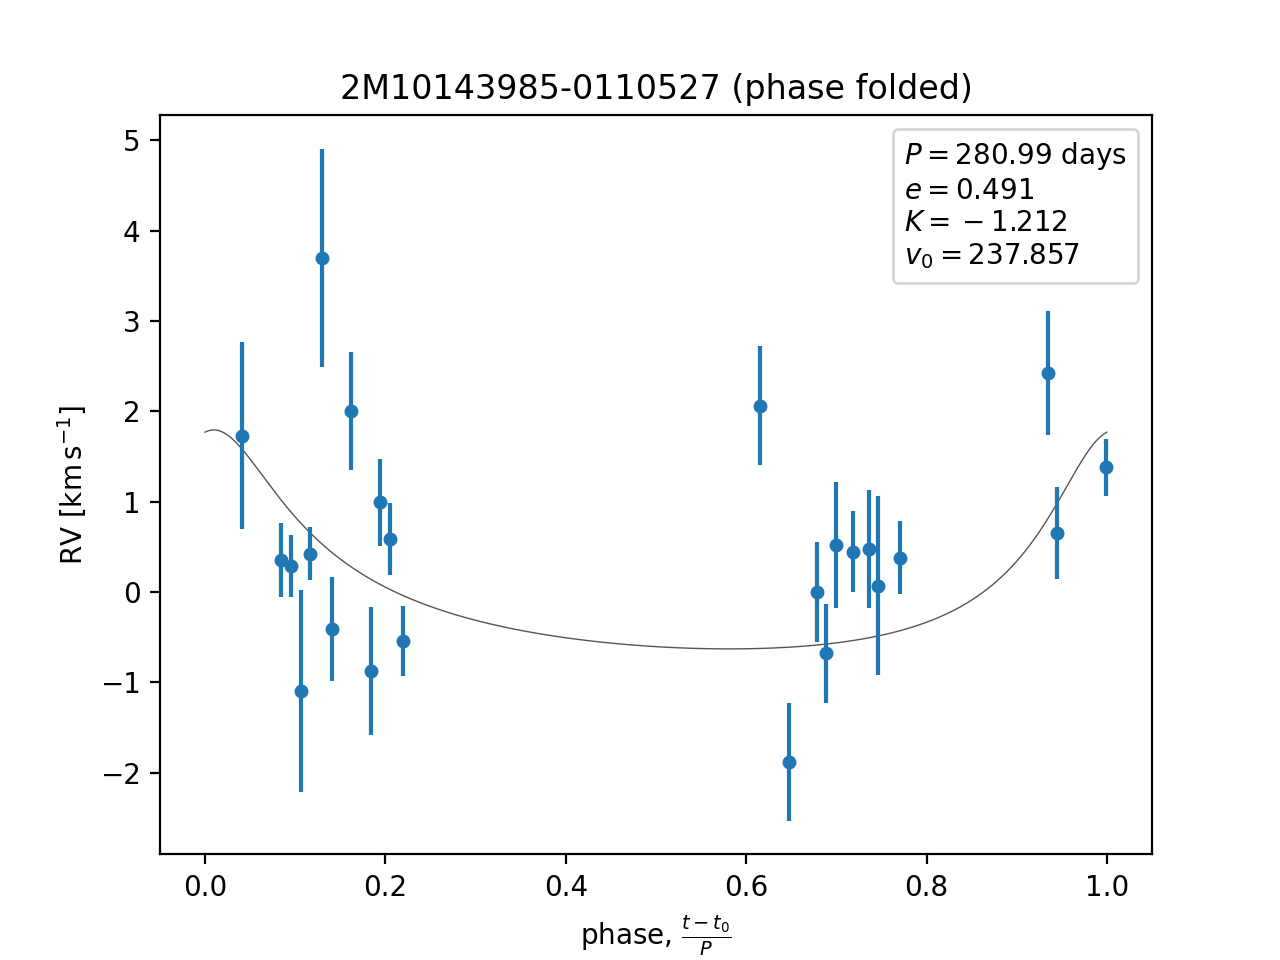 2M10143985-0110527 (phase folded)
P = 280.99 days
e = 0.491
K = −1.212
v₀ = 237.857
RV [km s⁻¹]
5
4
3
2
1
0
−1
−2
0.0 0.2 0.4 0.6 0.8 1.0
phase, (t − t₀)/P